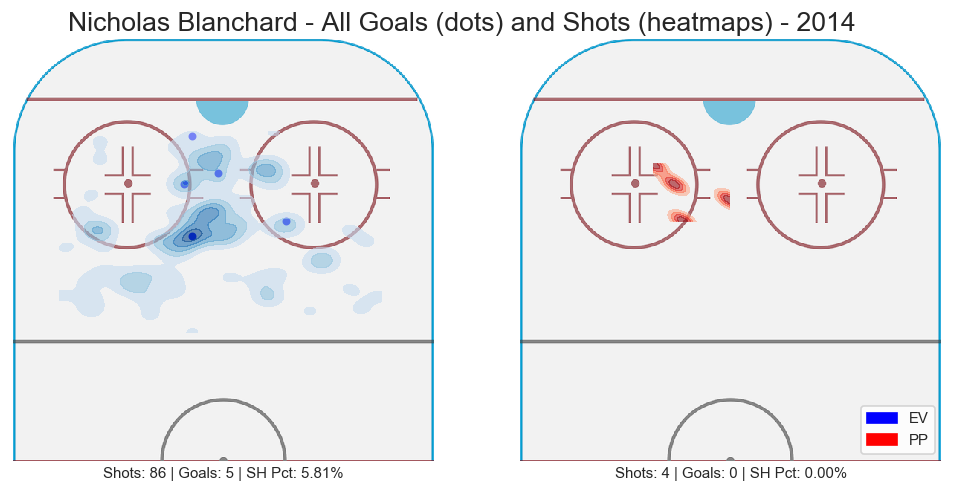 Nicholas Blanchard - All Goals (dots) and Shots (heatmaps) - 2014
EV
PP
Shots: 86 | Goals: 5 | SH Pct: 5.81%
Shots: 4 | Goals: 0 | SH Pct: 0.00%